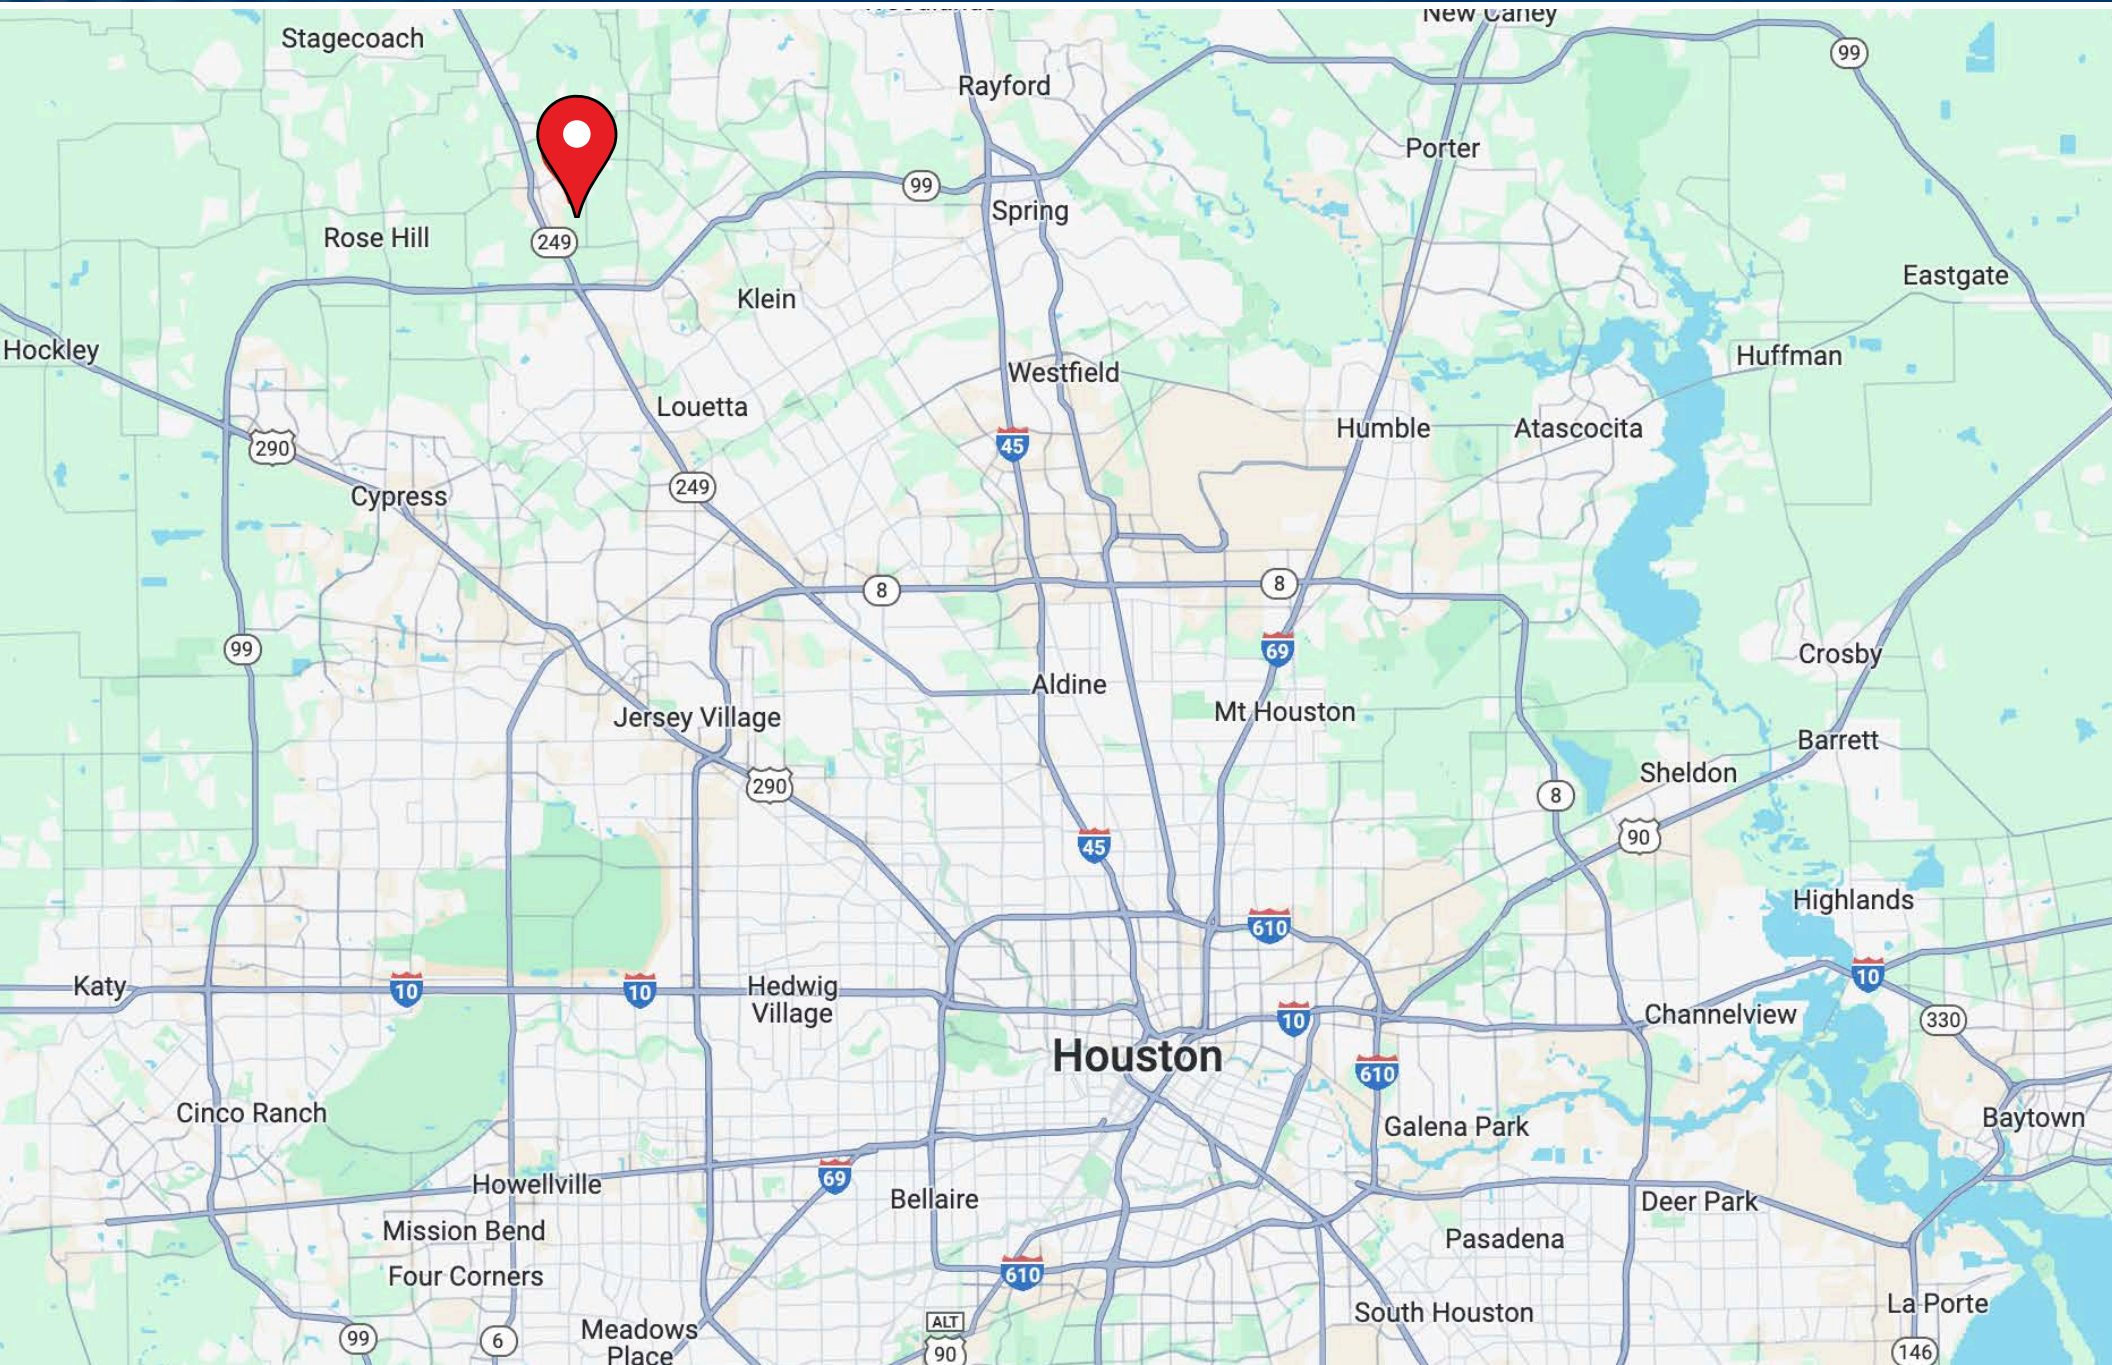 New Caney
Stagecoach
99
Rayford
Porter
99
Spring
Rose Hill
249
Eastgate
Klein
Hockley
Huffman
Westfield
Louetta
Humble
Atascocita
45
290
249
Cypress
8
8
99
69
Crosby
Aldine
Mt Houston
Jersey Village
Barrett
Sheldon
290
8
90
45
Highlands
610
10
Katy
10
10
Hedwig
Village
10
Channelview
330
Houston
610
Cinco Ranch
Galena Park
Baytown
69
Howellville
Bellaire
Deer Park
Mission Bend
Pasadena
Four Corners
610
La Porte
South Houston
ALT
90
99
6
Meadows
Place
146